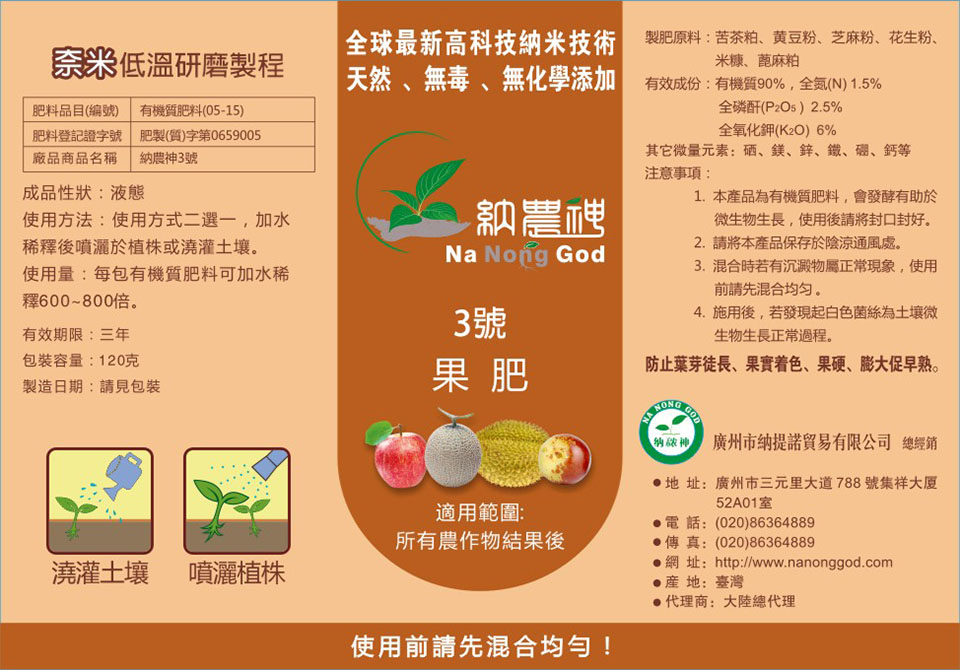 奈米低溫研磨製程
肥料品目(編號) 有機質肥料(05-15)
肥料登記證字號 肥製(質)字第0659005
廠品商品名稱 納農神3號
成品性狀：液態
使用方法：使用方式二選一，加水
稀釋後噴灑於植株或澆灌土壤。
使用量：每包有機質肥料可加水稀
釋600~800倍。
有效期限：三年
包裝容量：120克
製造日期：請見包裝
澆灌土壤 噴灑植株
全球最新高科技納米技術
天然、無毒、無化學添加
納農神
Na Nong God
3號
果肥
適用範圍:
所有農作物結果後
製肥原料：苦茶粕、黄豆粉、芝麻粉、花生粉、
米糠、蓖麻粕
有效成份：有機質90%，全氮(N) 1.5%
全磷酐(P2O5) 2.5%
全氧化鉀(K2O) 6%
其它微量元素：硒、鎂、鋅、鐵、硼、鈣等
注意事項：
1. 本產品為有機質肥料，會發酵有助於
微生物生長，使用後請將封口封好。
2. 請將本產品保存於陰涼通風處。
3. 混合時若有沉澱物屬正常現象，使用
前請先混合均勻。
4. 施用後，若發現起白色菌絲為土壤微
生物生長正常過程。
防止葉芽徒長、果實着色、果硬、膨大促早熟。
NA NONG GOD
纳秾神
廣州市纳提諾貿易有限公司 總經銷
●地 址：廣州市三元里大道 788 號集祥大厦
52A01室
●電 話：(020)86364889
●傳 真：(020)86364889
●網 址：http://www.nanonggod.com
●産 地：臺灣
●代理商：大陸總代理
使用前請先混合均勻！